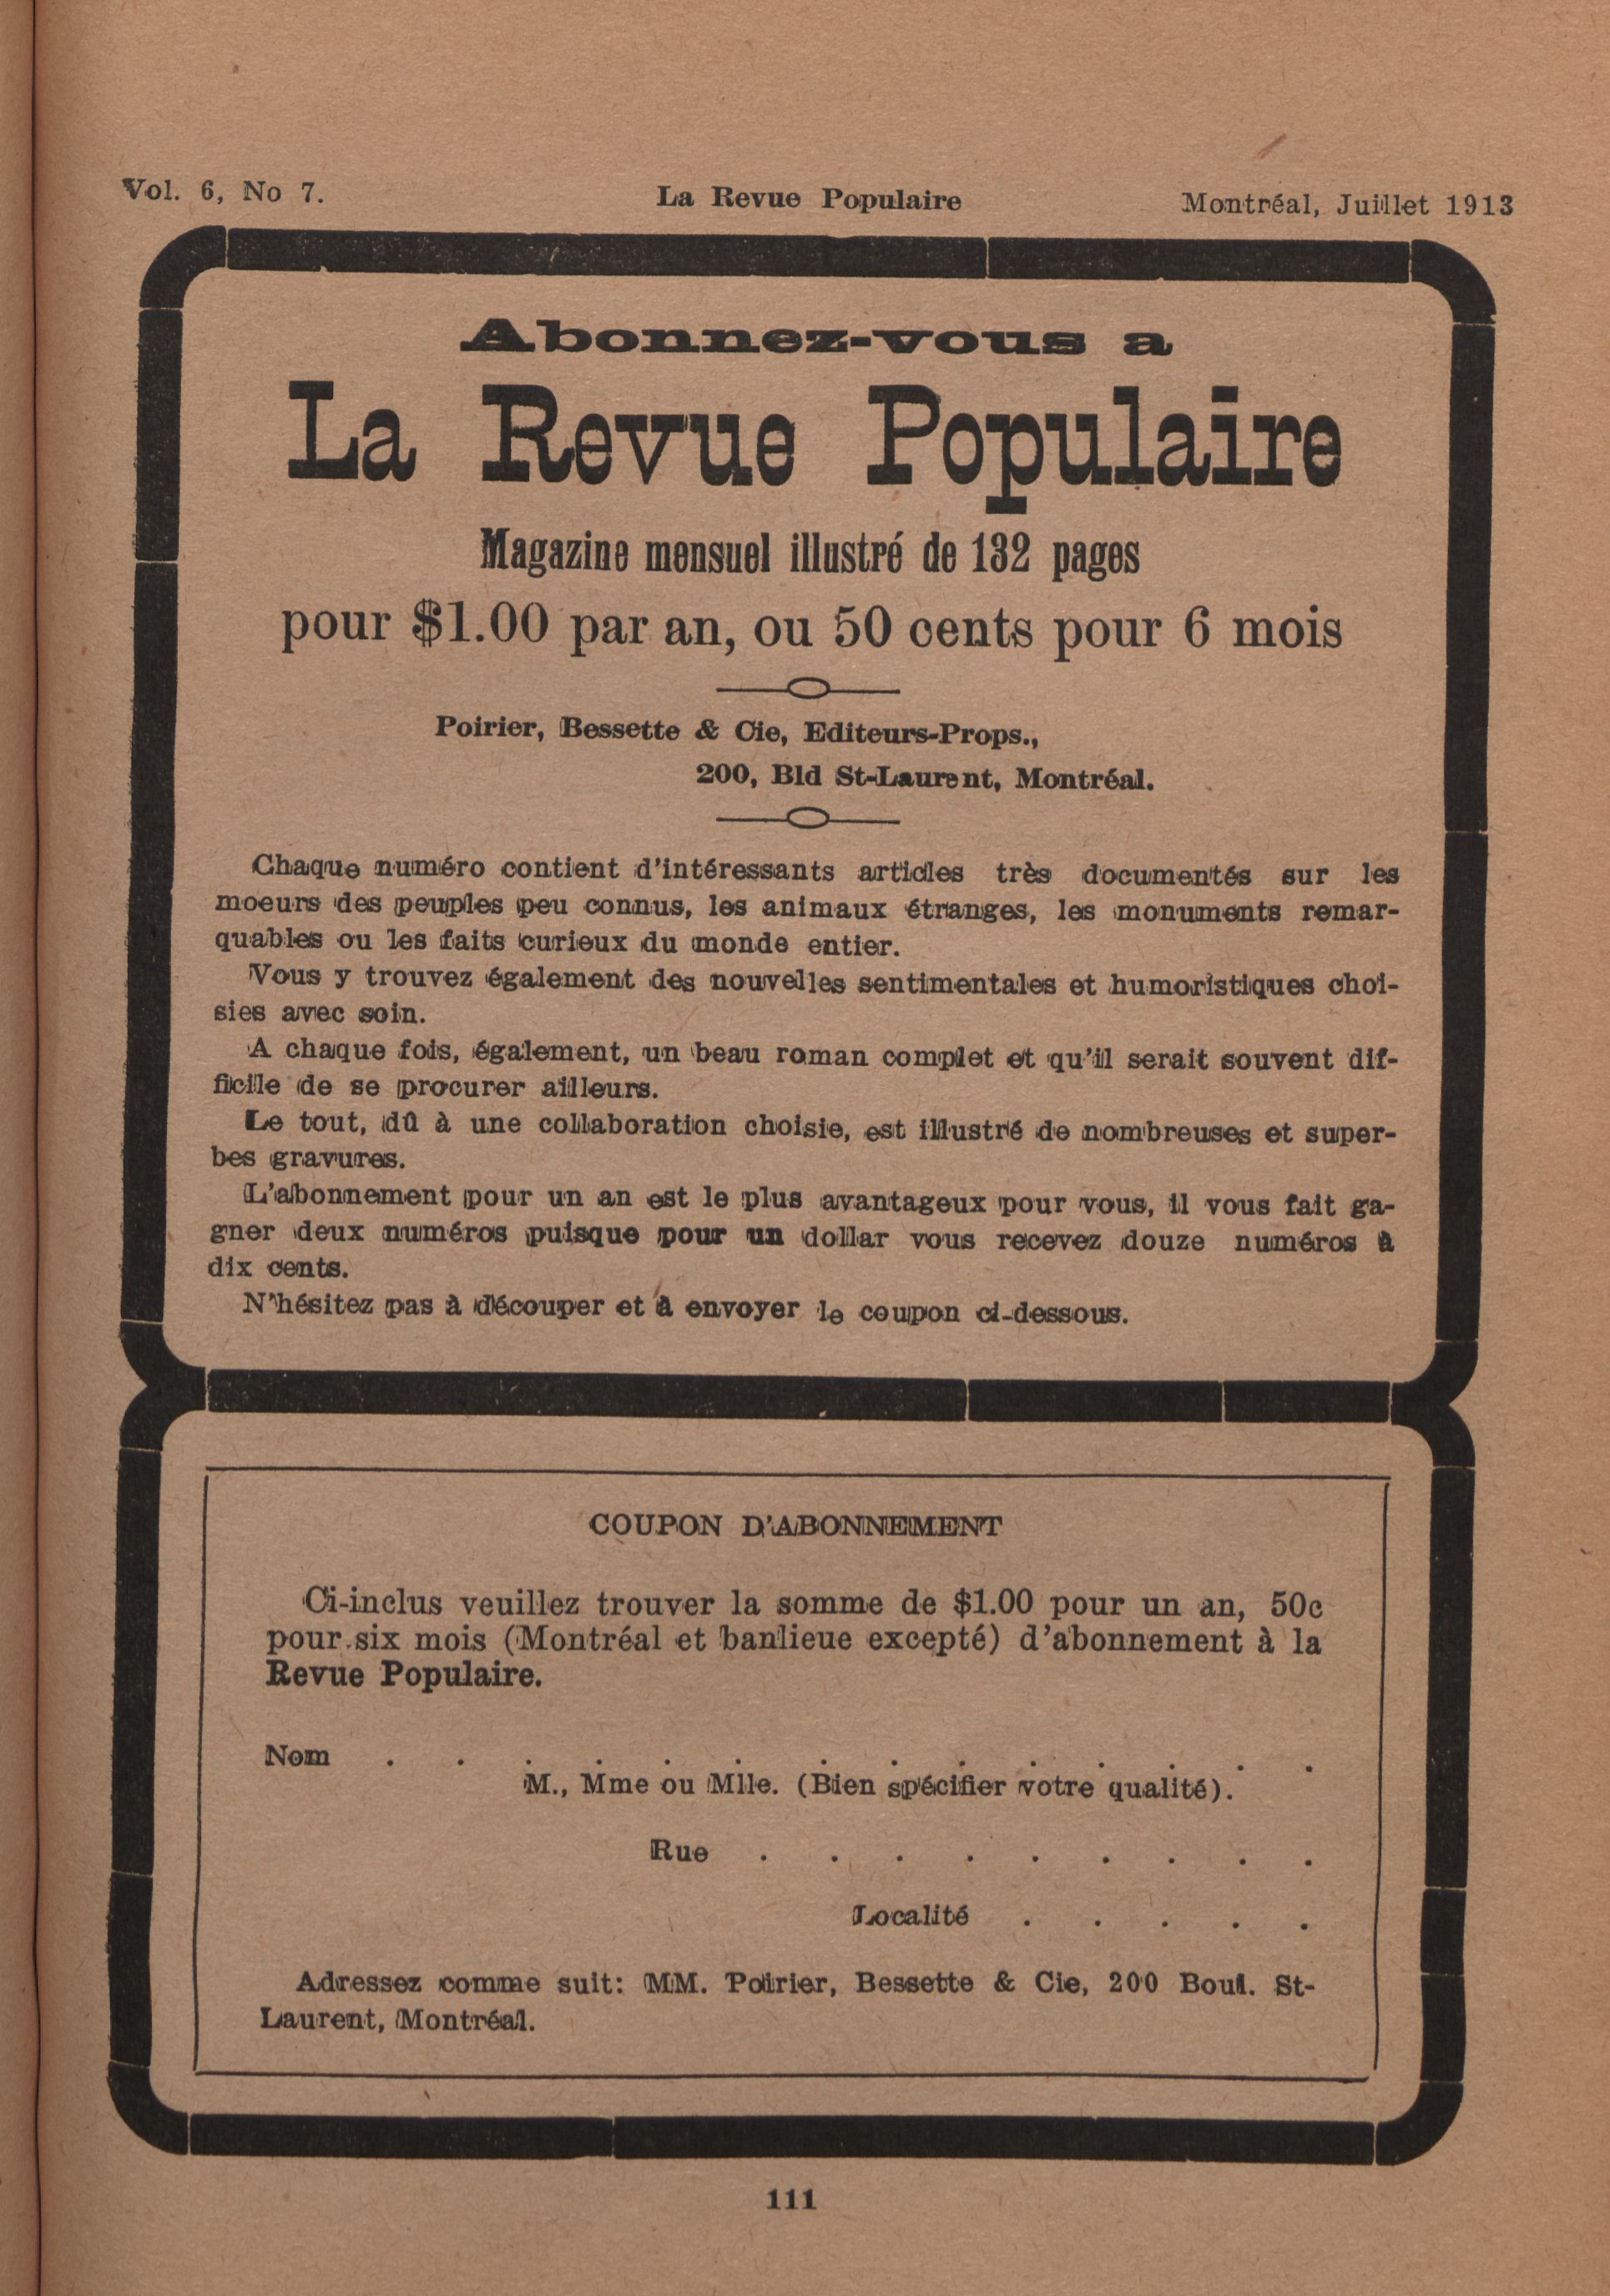 Vol. 6, No 7.
La Revue Populaire
Montréal, Juillet 1913
Abonnez-vous a
La Revue Populaire
Magazine mensuel illustré de 132 pages
pour $1.00 par an, ou 50 cents pour 6 mois
Poirier, Bessette & Cie, Editeurs-Props.,
200, Bld St-Laurent, Montréal.
Chaque numéro contient d'intéressants articles très documentés sur les
moeurs des peuples peu connus, les animaux étranges, les monuments remar-
quables ou les faits curieux du monde entier.
Vous y trouvez également des nouvelles sentimentales et humoristiques choi-
sies avec soin.
A chaque fois, également, un beau roman complet et qu'il serait souvent dif-
ficile de se procurer ailleurs.
Le tout, dû à une collaboration choisie, est illustré de nombreuses et super-
bes gravures.
L'abonnement pour un an est le plus avantageux pour vous, il vous fait ga-
gner deux numéros puisque pour un dollar vous recevez douze numéros à
dix cents.
N'hésitez pas à découper et à envoyer le coupon ci-dessous.
COUPON D'ABONNEMENT
Ci-inclus veuillez trouver la somme de $1.00 pour un an, 50c
pour six mois (Montréal et banlieue excepté) d'abonnement à la
Revue Populaire.
Nom . . . . . . . . . . . . . .
M., Mme ou Mlle. (Bien spécifier votre qualité).
Rue . . . . . . . . .
Localité . . . . .
Adressez comme suit: MM. Poirier, Bessette & Cie, 200 Boul. St-
Laurent, Montréal.
111